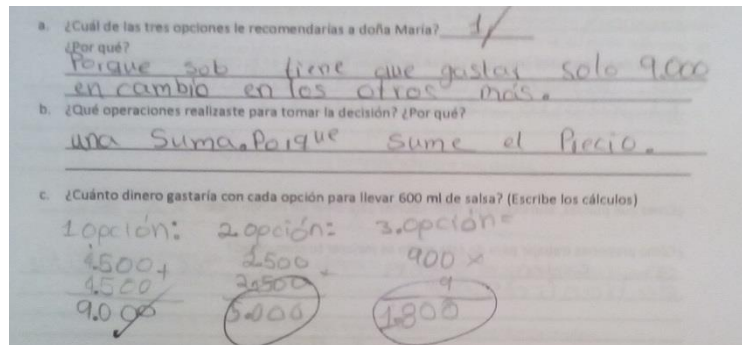 a. ¿Cuál de las tres opciones le recomendarías a doña María? 1
¿Por qué?
Porque sob tiene que gastar solo 9.000
en cambio en los otros más.
b. ¿Qué operaciones realizaste para tomar la decisión? ¿Por qué?
una Suma. Porque sume el Precio.
c. ¿Cuánto dinero gastaría con cada opción para llevar 600 ml de salsa? (Escribe los cálculos)
1 opción: 2. opción: 3. opción=
4.500+ 2.500+ 900 x
4.500 2.500 9
9.000 5.000 1.800